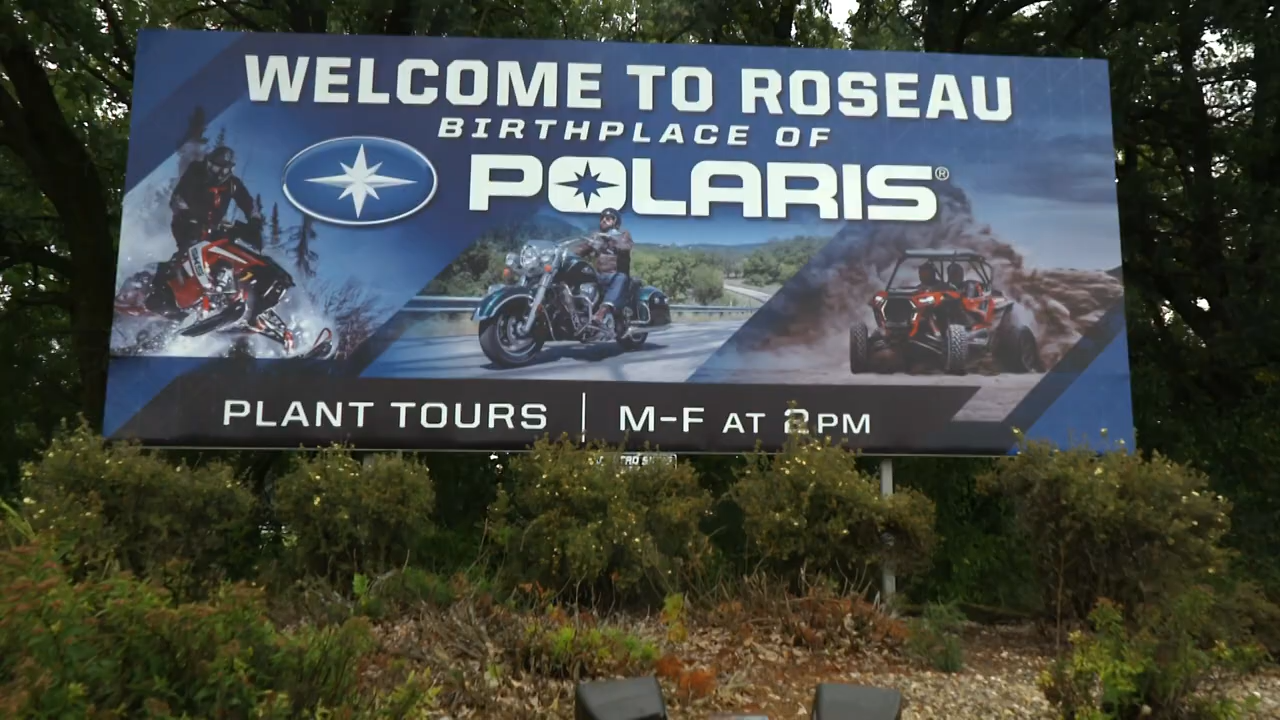 WELCOME TO ROSEAU
BIRTHPLACE OF
POLARIS®
PLANT TOURS | M-F AT 2PM